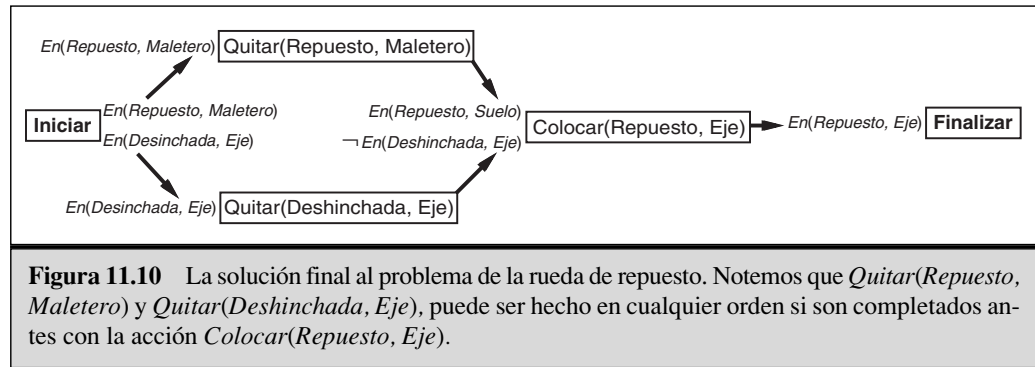 En(Repuesto, Maletero) Quitar(Repuesto, Maletero)
En(Repuesto, Maletero)
Iniciar
En(Desinchada, Eje)
En(Desinchada, Eje) Quitar(Deshinchada, Eje)
En(Repuesto, Suelo)
¬ En(Deshinchada, Eje)
Colocar(Repuesto, Eje)
En(Repuesto, Eje) Finalizar
Figura 11.10 La solución final al problema de la rueda de repuesto. Notemos que Quitar(Repuesto,
Maletero) y Quitar(Deshinchada, Eje), puede ser hecho en cualquier orden si son completados an-
tes con la acción Colocar(Repuesto, Eje).